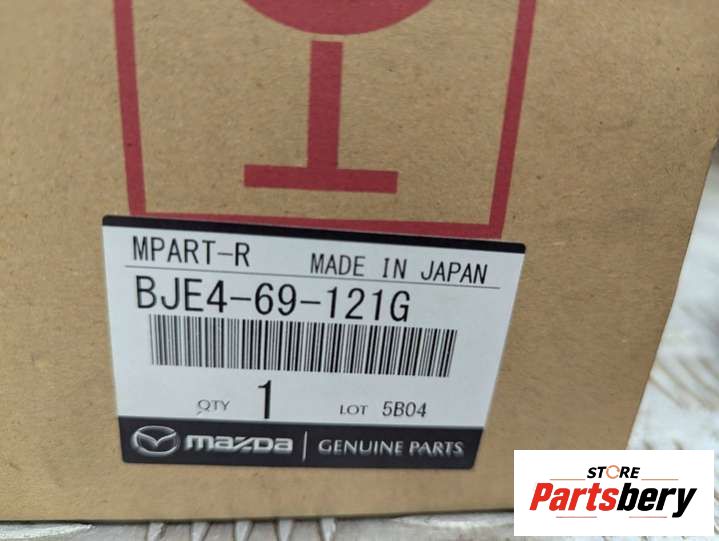 MPART-R MADE IN JAPAN
BJE4-69-121G
QTY 1 LOT 5B04
mazda GENUINE PARTS
STORE
Partsbery